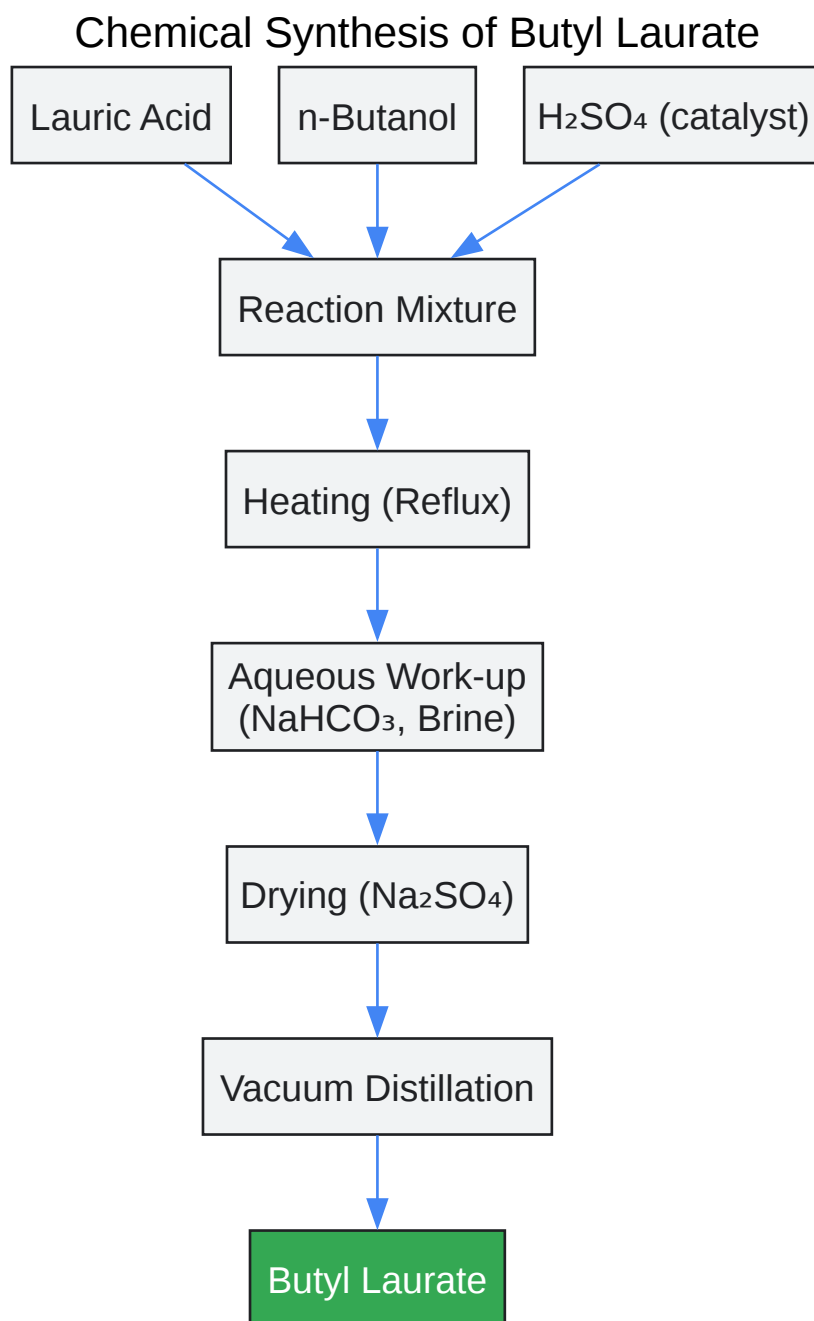 Chemical Synthesis of Butyl Laurate
Lauric Acid
n-Butanol
H₂SO₄ (catalyst)
Reaction Mixture
Heating (Reflux)
Aqueous Work-up
(NaHCO₃, Brine)
Drying (Na₂SO₄)
Vacuum Distillation
Butyl Laurate